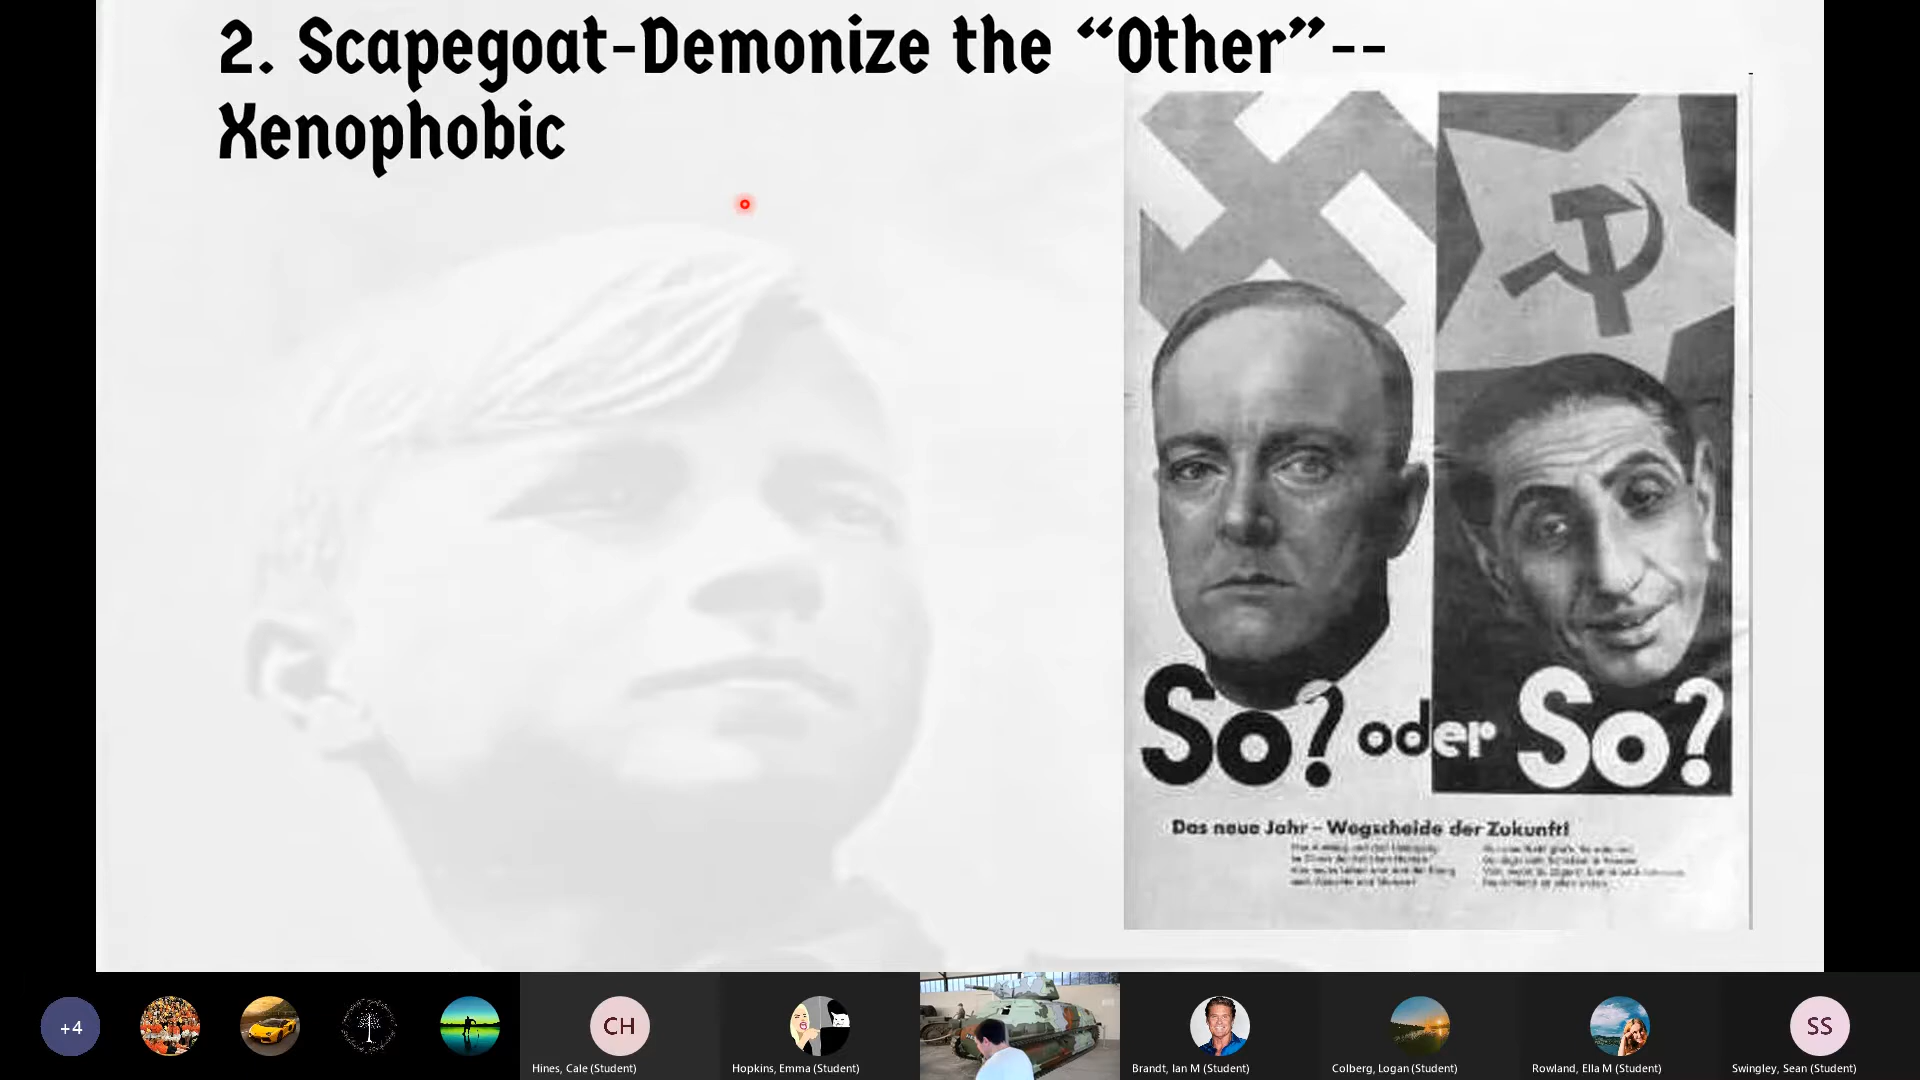 2. Scapegoat-Demonize the “Other”--
Xenophobic
So? oder So?
Das neue Jahr – Wegscheide der Zukunft!
+4
CH
SS
Hines, Cale (Student)
Hopkins, Emma (Student)
Brandt, Ian M (Student)
Colberg, Logan (Student)
Rowland, Ella M (Student)
Swingley, Sean (Student)